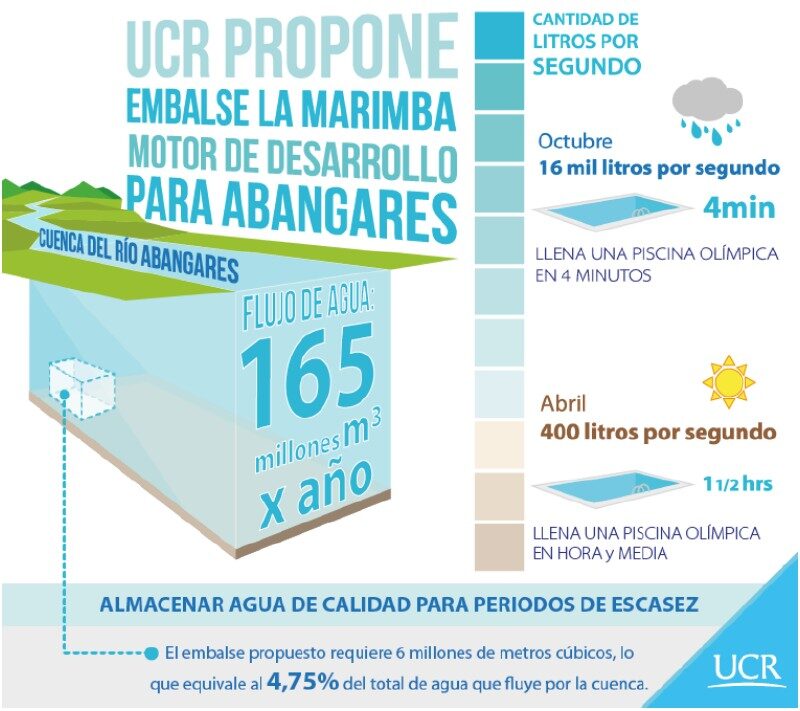 UCR PROPONE
EMBALSE LA MARIMBA
MOTOR DE DESARROLLO
PARA ABANGARES
CUENCA DEL RÍO ABANGARES
FLUJO DE AGUA:
165
millones m³
x año
CANTIDAD DE
LITROS POR
SEGUNDO
Octubre
16 mil litros por segundo
4min
LLENA UNA PISCINA OLÍMPICA
EN 4 MINUTOS
Abril
400 litros por segundo
1 1/2 hrs
LLENA UNA PISCINA OLÍMPICA
EN HORA y MEDIA
ALMACENAR AGUA DE CALIDAD PARA PERIODOS DE ESCASEZ
El embalse propuesto requiere 6 millones de metros cúbicos, lo
que equivale al 4,75% del total de agua que fluye por la cuenca.
UCR